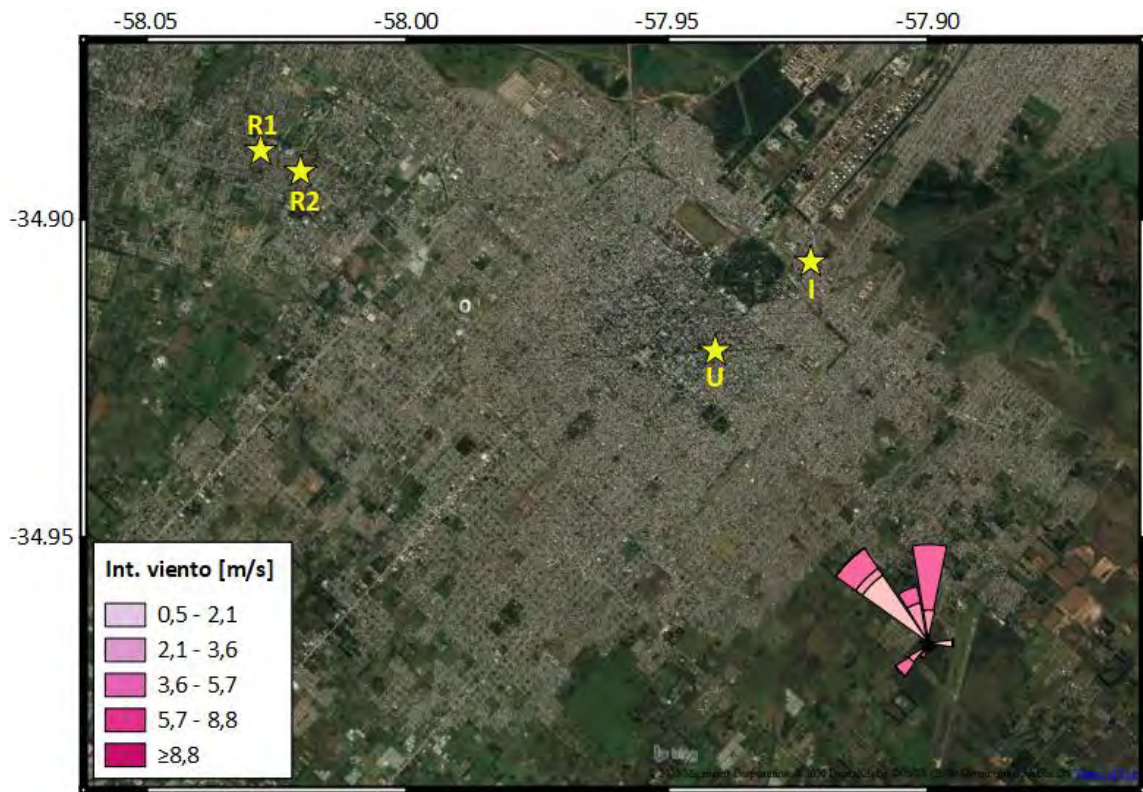 -58.05 -58.00 -57.95 -57.90
R1
R2
-34.90
I
U
-34.95
Int. viento [m/s]
0,5 - 2,1
2,1 - 3,6
3,6 - 5,7
5,7 - 8,8
≥8,8